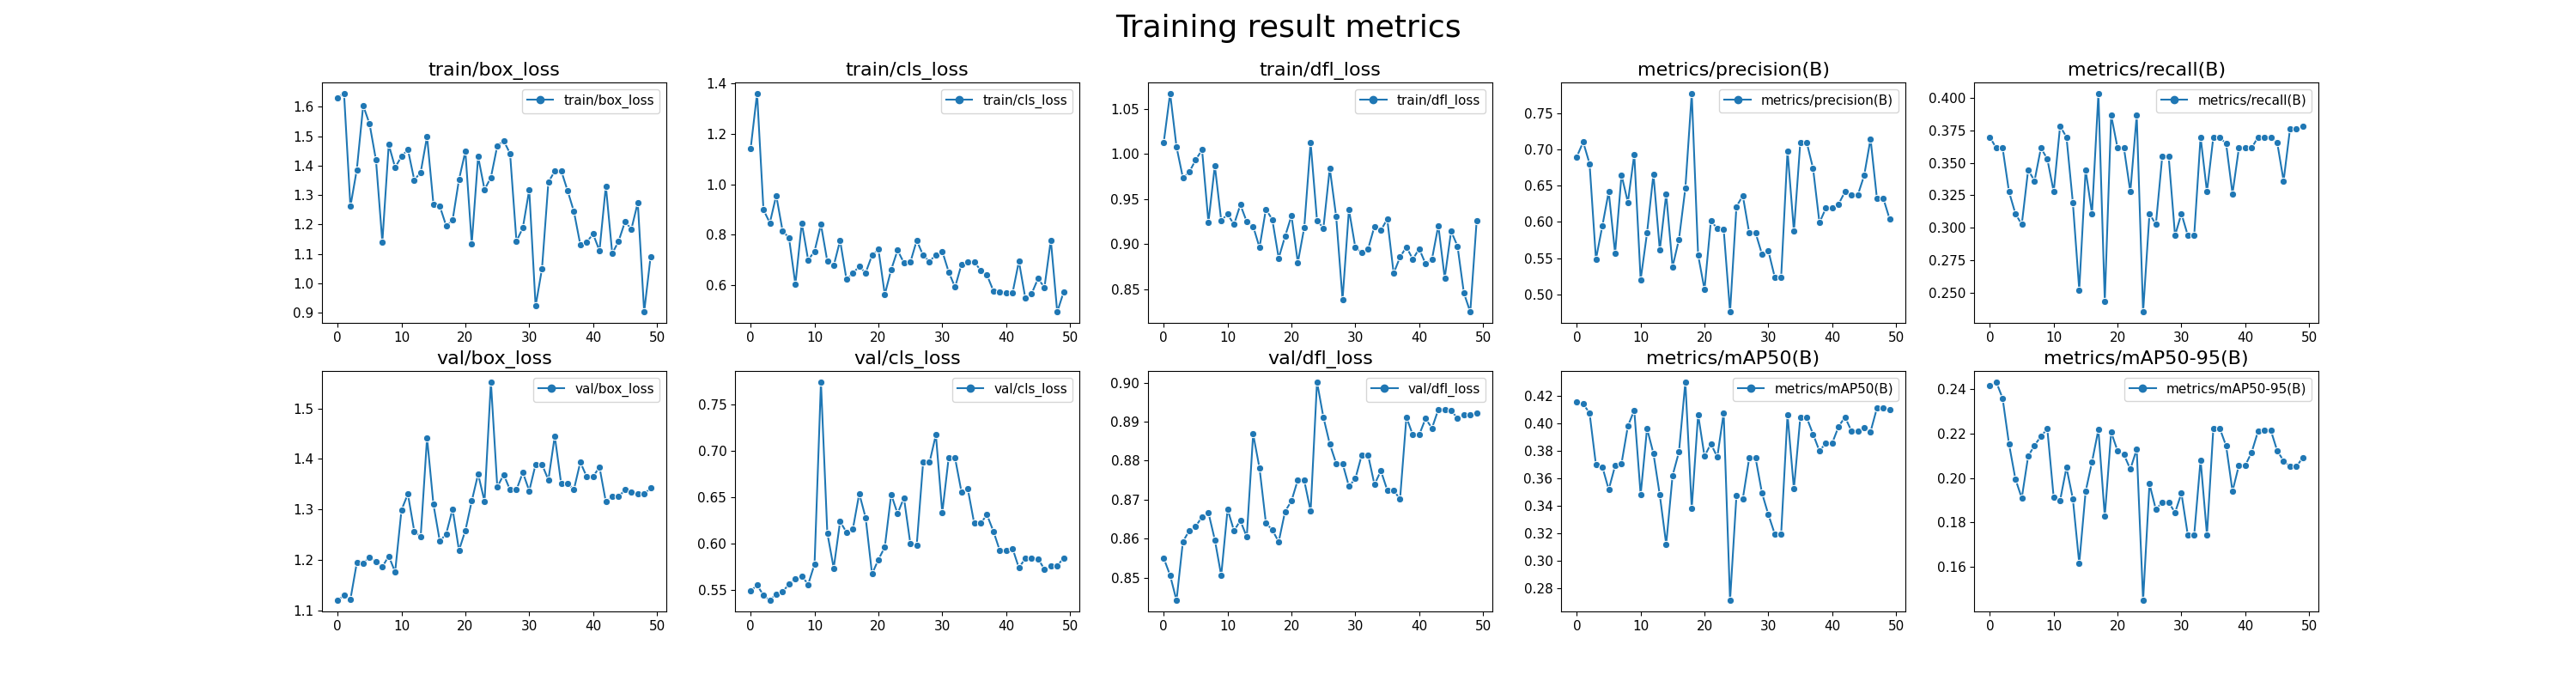 Training result metrics
train/box_loss
train/box_loss
1.6
1.5
1.4
1.3
1.2
1.1
1.0
0.9
0 10 20 30 40 50
train/cls_loss
train/cls_loss
1.4
1.2
1.0
0.8
0.6
0 10 20 30 40 50
train/dfl_loss
train/dfl_loss
1.05
1.00
0.95
0.90
0.85
0 10 20 30 40 50
metrics/precision(B)
metrics/precision(B)
0.75
0.70
0.65
0.60
0.55
0.50
0 10 20 30 40 50
metrics/recall(B)
metrics/recall(B)
0.400
0.375
0.350
0.325
0.300
0.275
0.250
0 10 20 30 40 50
val/box_loss
val/box_loss
1.5
1.4
1.3
1.2
1.1
0 10 20 30 40 50
val/cls_loss
val/cls_loss
0.75
0.70
0.65
0.60
0.55
0 10 20 30 40 50
val/dfl_loss
val/dfl_loss
0.90
0.89
0.88
0.87
0.86
0.85
0 10 20 30 40 50
metrics/mAP50(B)
metrics/mAP50(B)
0.42
0.40
0.38
0.36
0.34
0.32
0.30
0.28
0 10 20 30 40 50
metrics/mAP50-95(B)
metrics/mAP50-95(B)
0.24
0.22
0.20
0.18
0.16
0 10 20 30 40 50